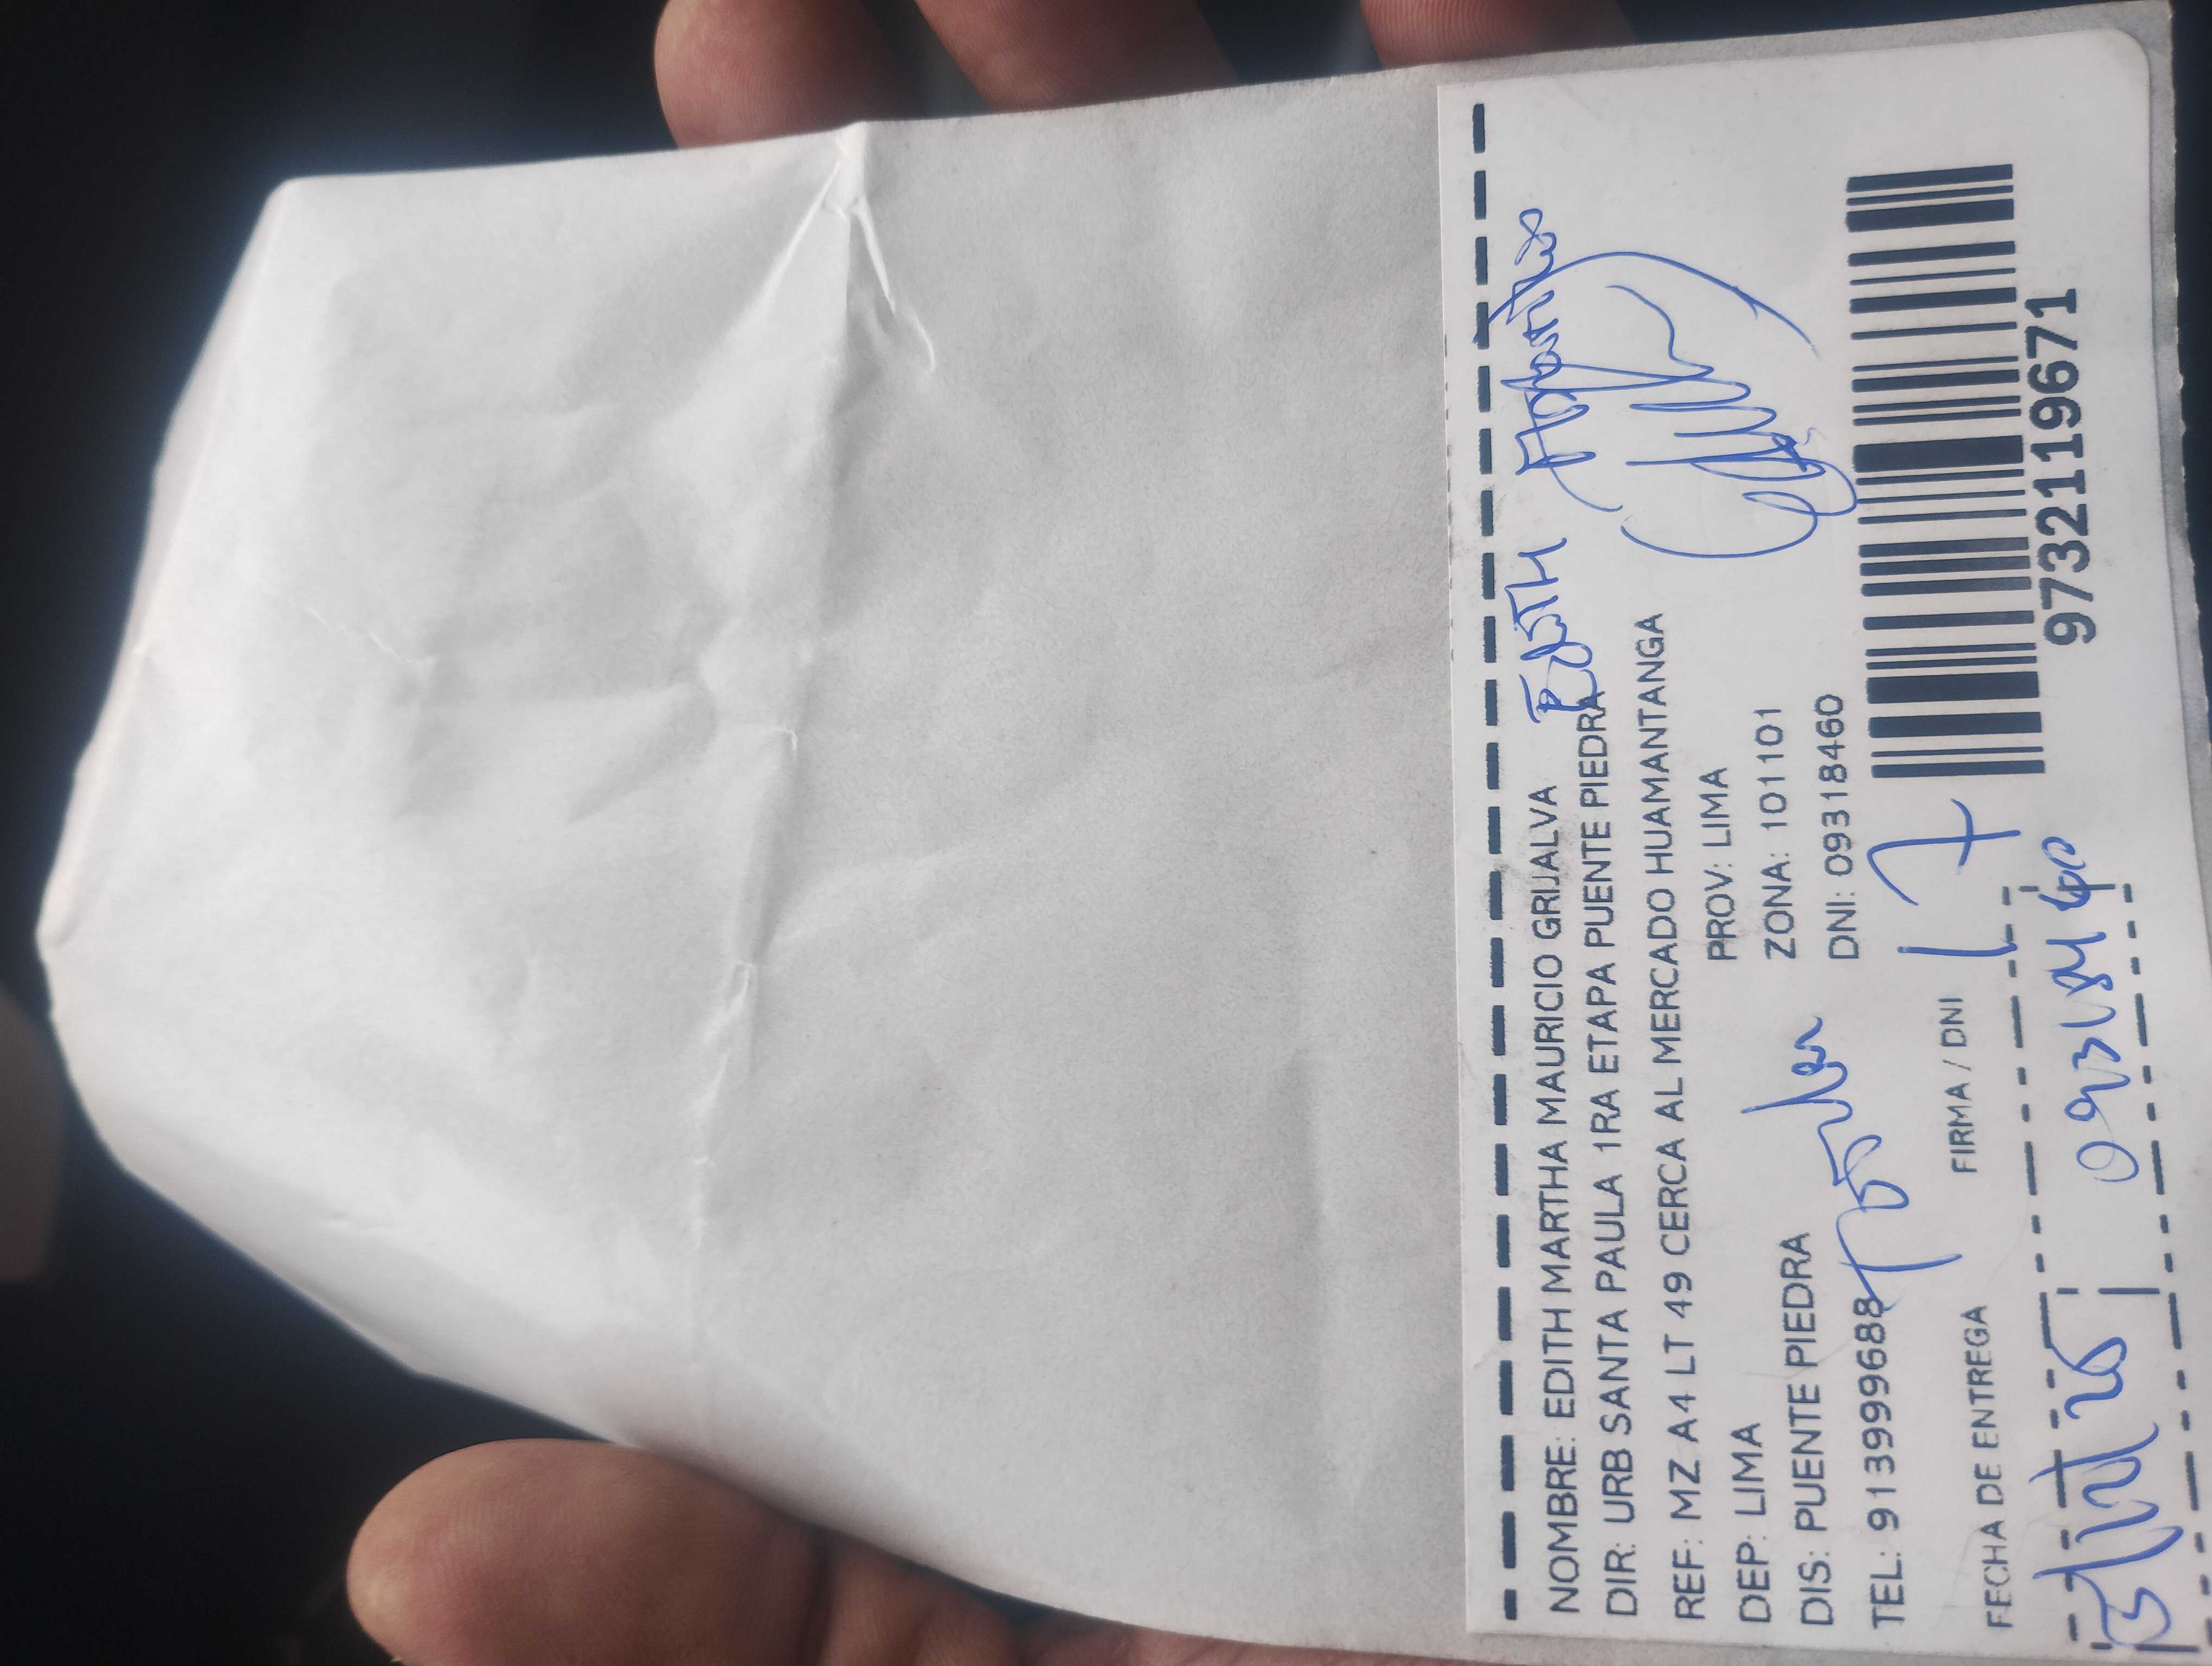 NOMBRE: EDITH MARTHA MAURICIO GRIJALVA
EDITH
DIR: URB SANTA PAULA 1RA ETAPA PUENTE PIEDRA
REF: MZ A4 LT 49 CERCA AL MERCADO HUAMANTANGA
DEP: LIMA PROV: LIMA
DIS: PUENTE PIEDRA ZONA: 101101
TEL: 913999688 DNI: 09318460
17
FECHA DE ENTREGA FIRMA / DNI
09318460
9732119671